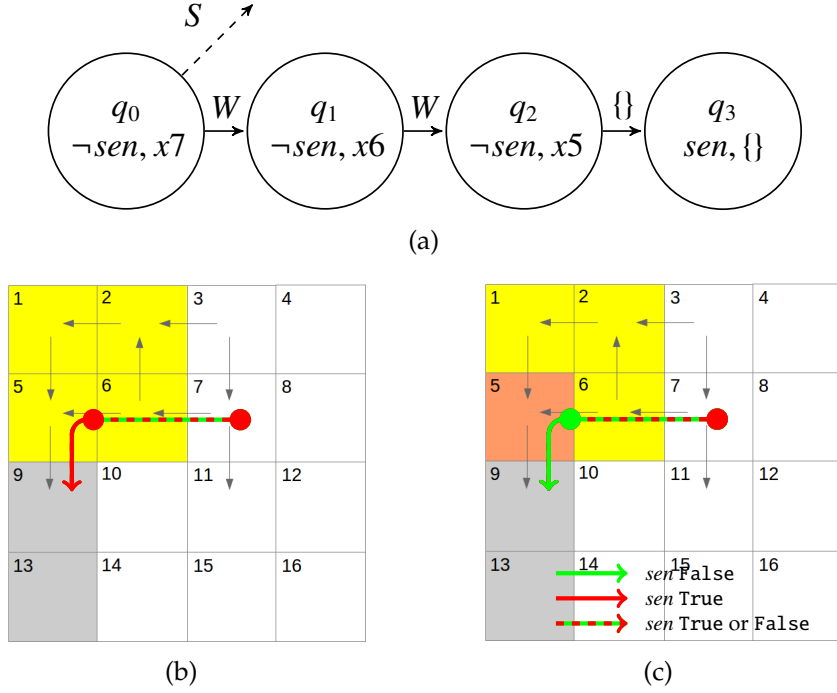 S
W W {}
q0 q1 q2 q3
¬sen, x7 ¬sen, x6 ¬sen, x5 sen, {}
(a)
1 2 3 4
5 6 7 8
9 10 11 12
13 14 15 16
(b)
1 2 3 4
5 6 7 8
9 10 11 12
13 14 15 16
sen False
sen True
sen True or False
(c)